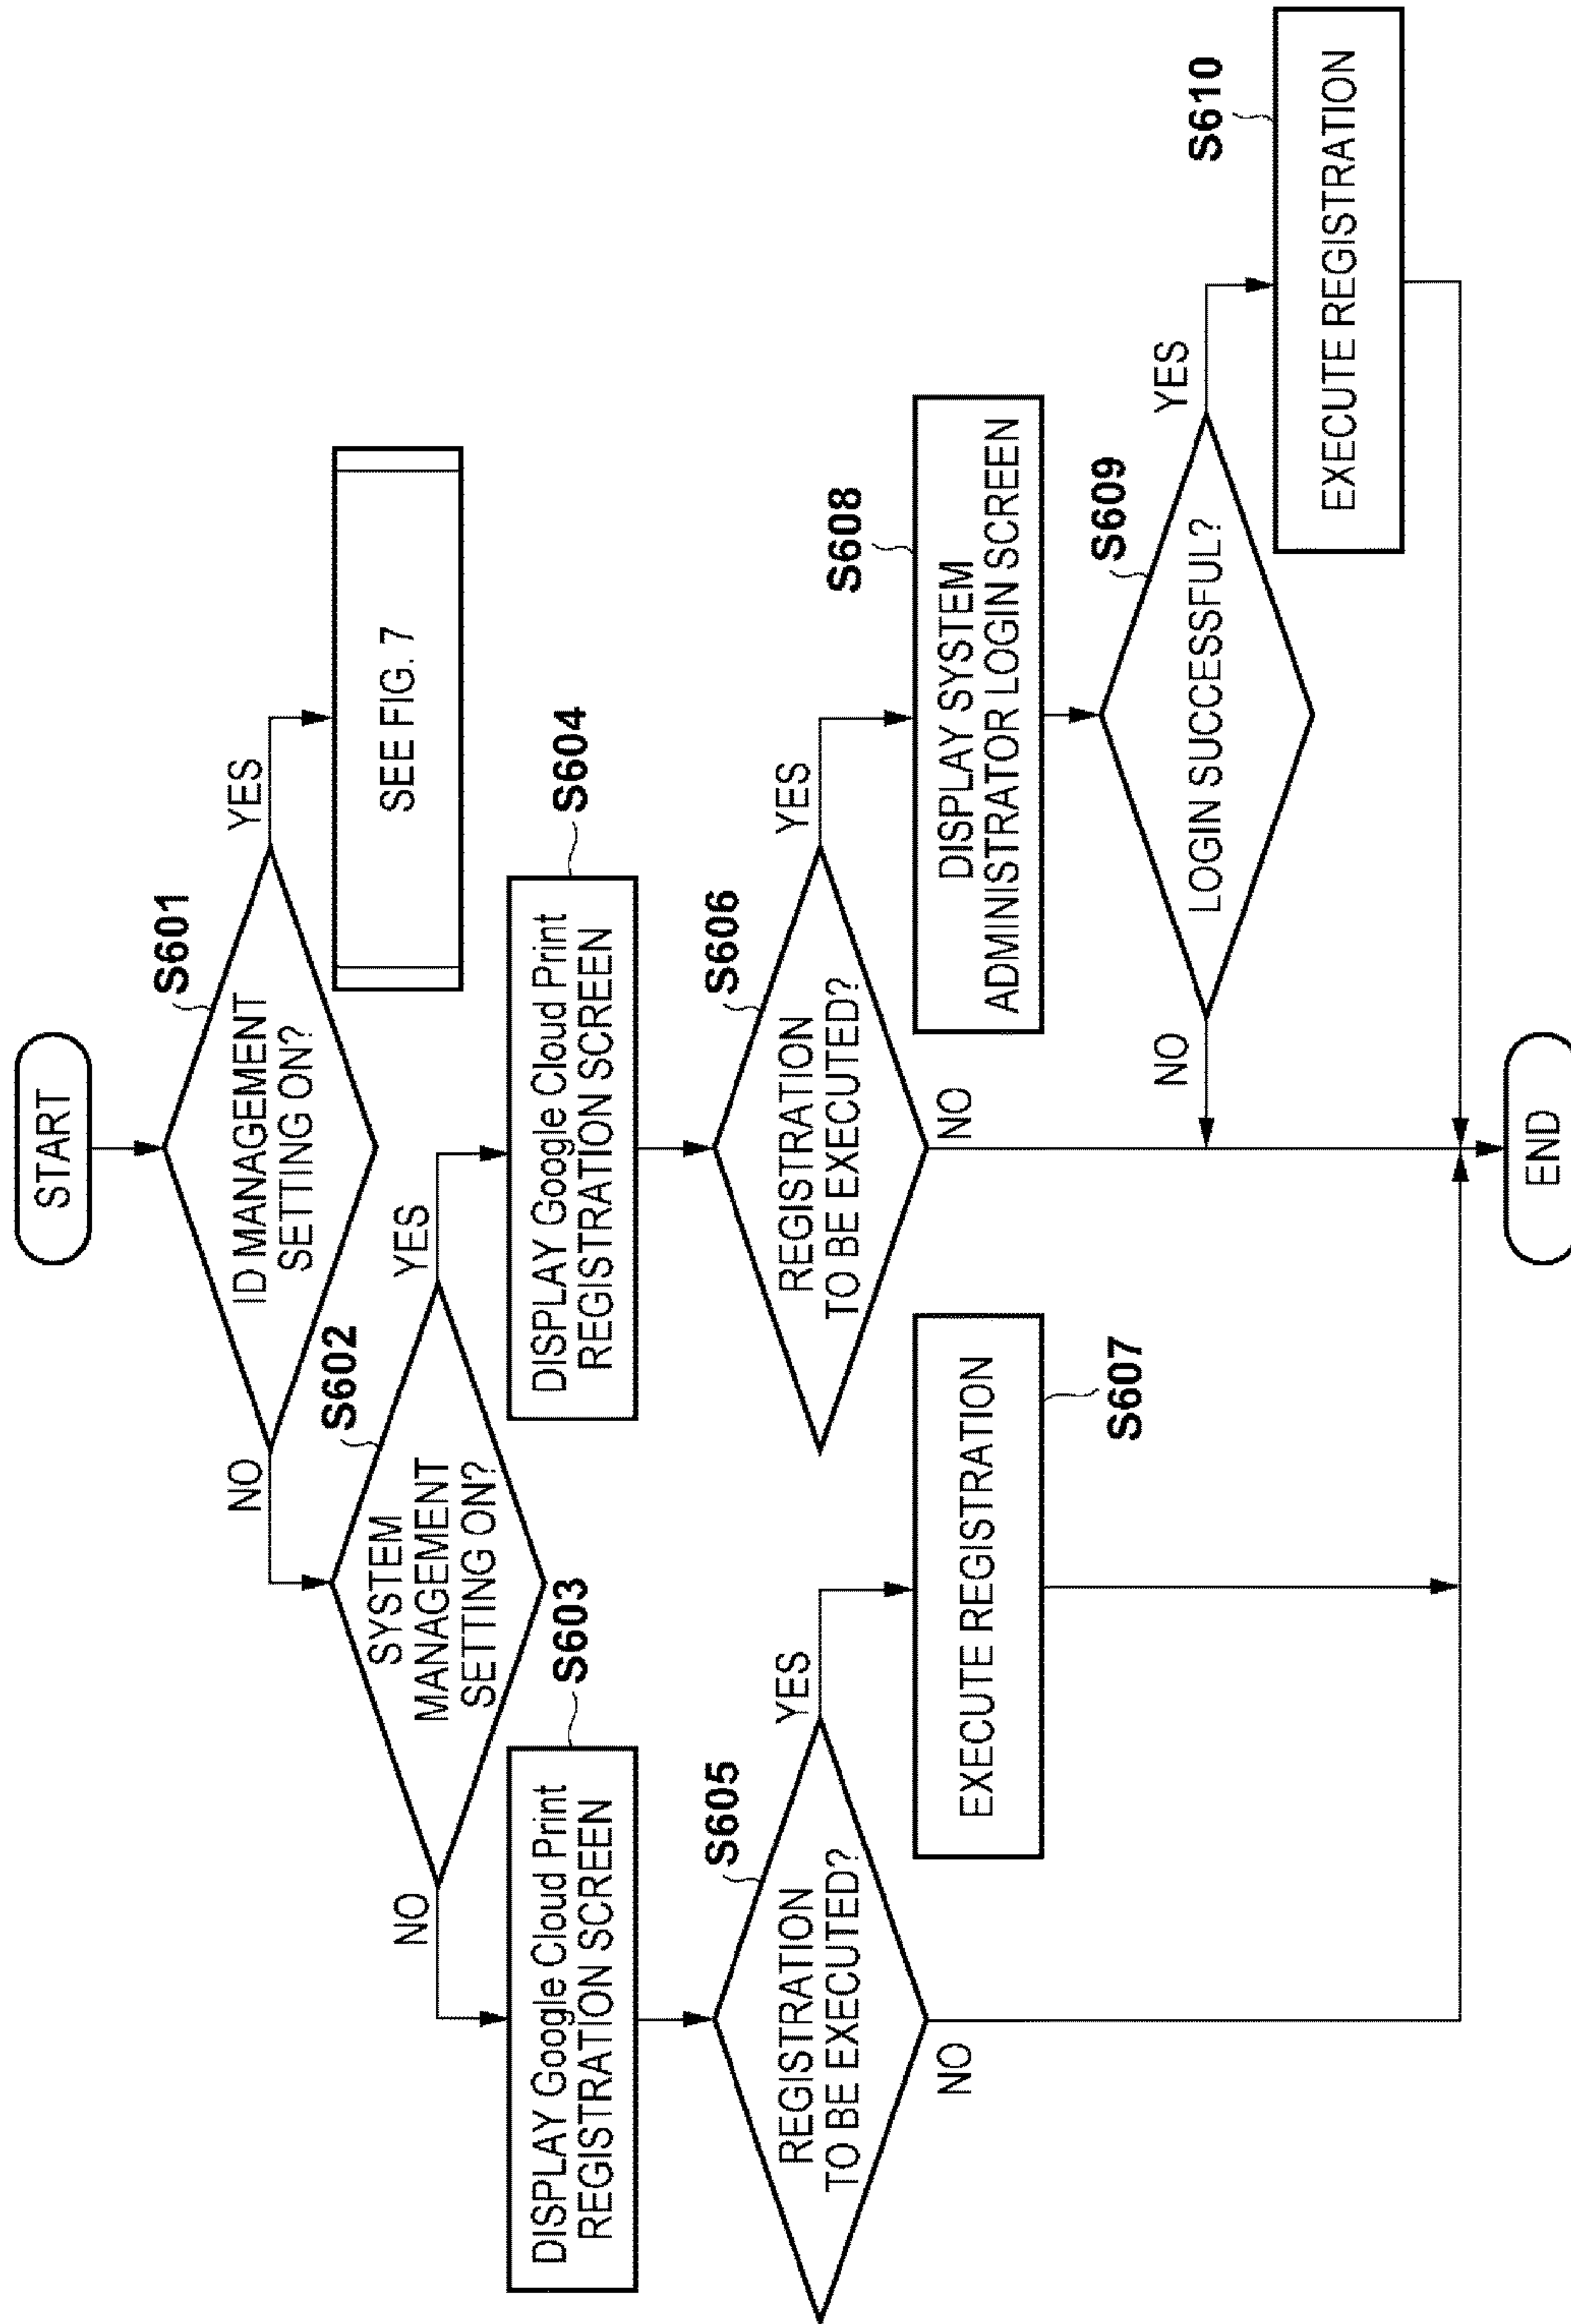 START
S601
ID MANAGEMENT
SETTING ON?
YES
NO
SEE FIG. 7
S602
SYSTEM
MANAGEMENT
SETTING ON?
YES
NO
S603
DISPLAY Google Cloud Print
REGISTRATION SCREEN
S604
DISPLAY Google Cloud Print
REGISTRATION SCREEN
S605
REGISTRATION
TO BE EXECUTED?
YES
NO
S606
REGISTRATION
TO BE EXECUTED?
YES
NO
EXECUTE REGISTRATION
S607
S608
DISPLAY SYSTEM
ADMINISTRATOR LOGIN SCREEN
S609
LOGIN SUCCESSFUL?
YES
NO
S610
EXECUTE REGISTRATION
END